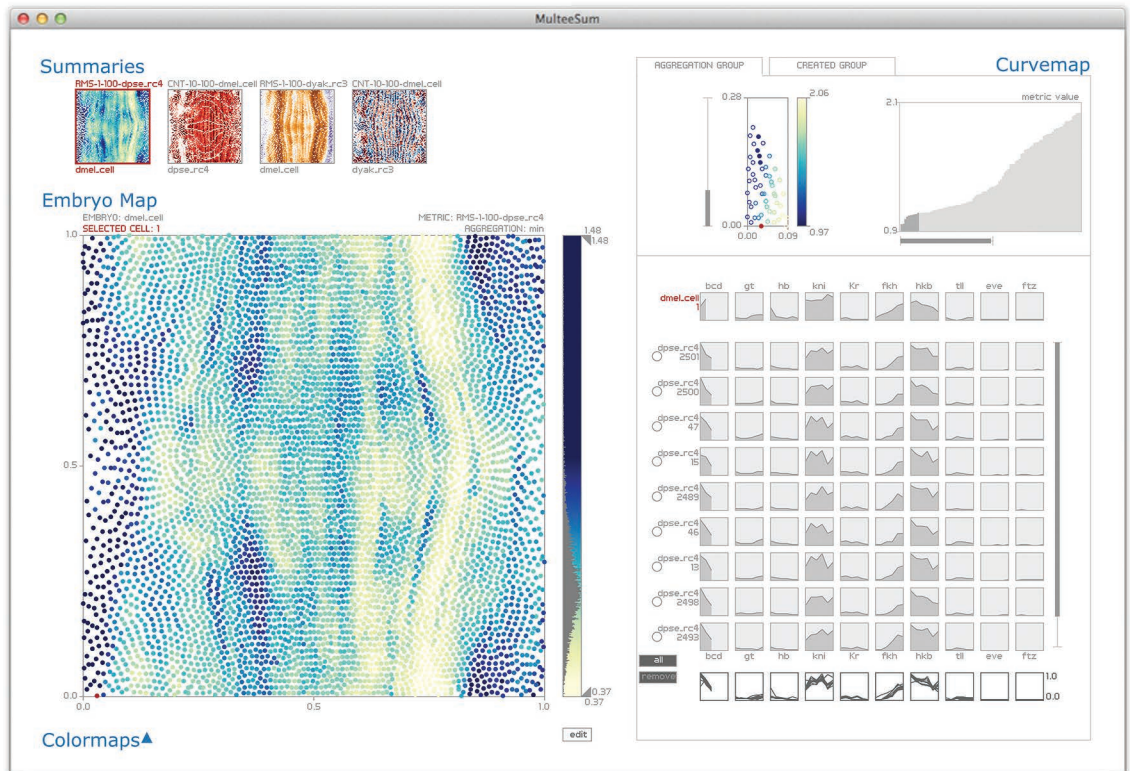 MulteeSum
Summaries
RMS-1-100-dpse_rc4 CNT-10-100-dmel_cell RMS-1-100-dyak_rc3 CNT-10-100-dmel_cell
dmel_cell dpse_rc4 dmel_cell dyak_rc3
Embryo Map
EMBRYO: dmel_cell METRIC: RMS-1-100-dpse_rc4
SELECTED CELL: 1 AGGREGATION: min
1.0
0.5
0.0
0.0 0.5 1.0
1.48
1.48
0.37
0.37
edit
Colormaps
AGGREGATION GROUP CREATED GROUP Curvemap
0.28
0.00
0.00 0.09
2.06
0.97
metric value
2.1
0.9
bcd gt hb kni Kr fkh hkb tll eve ftz
dmel_cell
1
dpse_rc4
2501
dpse_rc4
2500
dpse_rc4
47
dpse_rc4
15
dpse_rc4
2489
dpse_rc4
46
dpse_rc4
13
dpse_rc4
2498
dpse_rc4
2493
all
bcd gt hb kni Kr fkh hkb tll eve ftz
remove
1.0
0.0